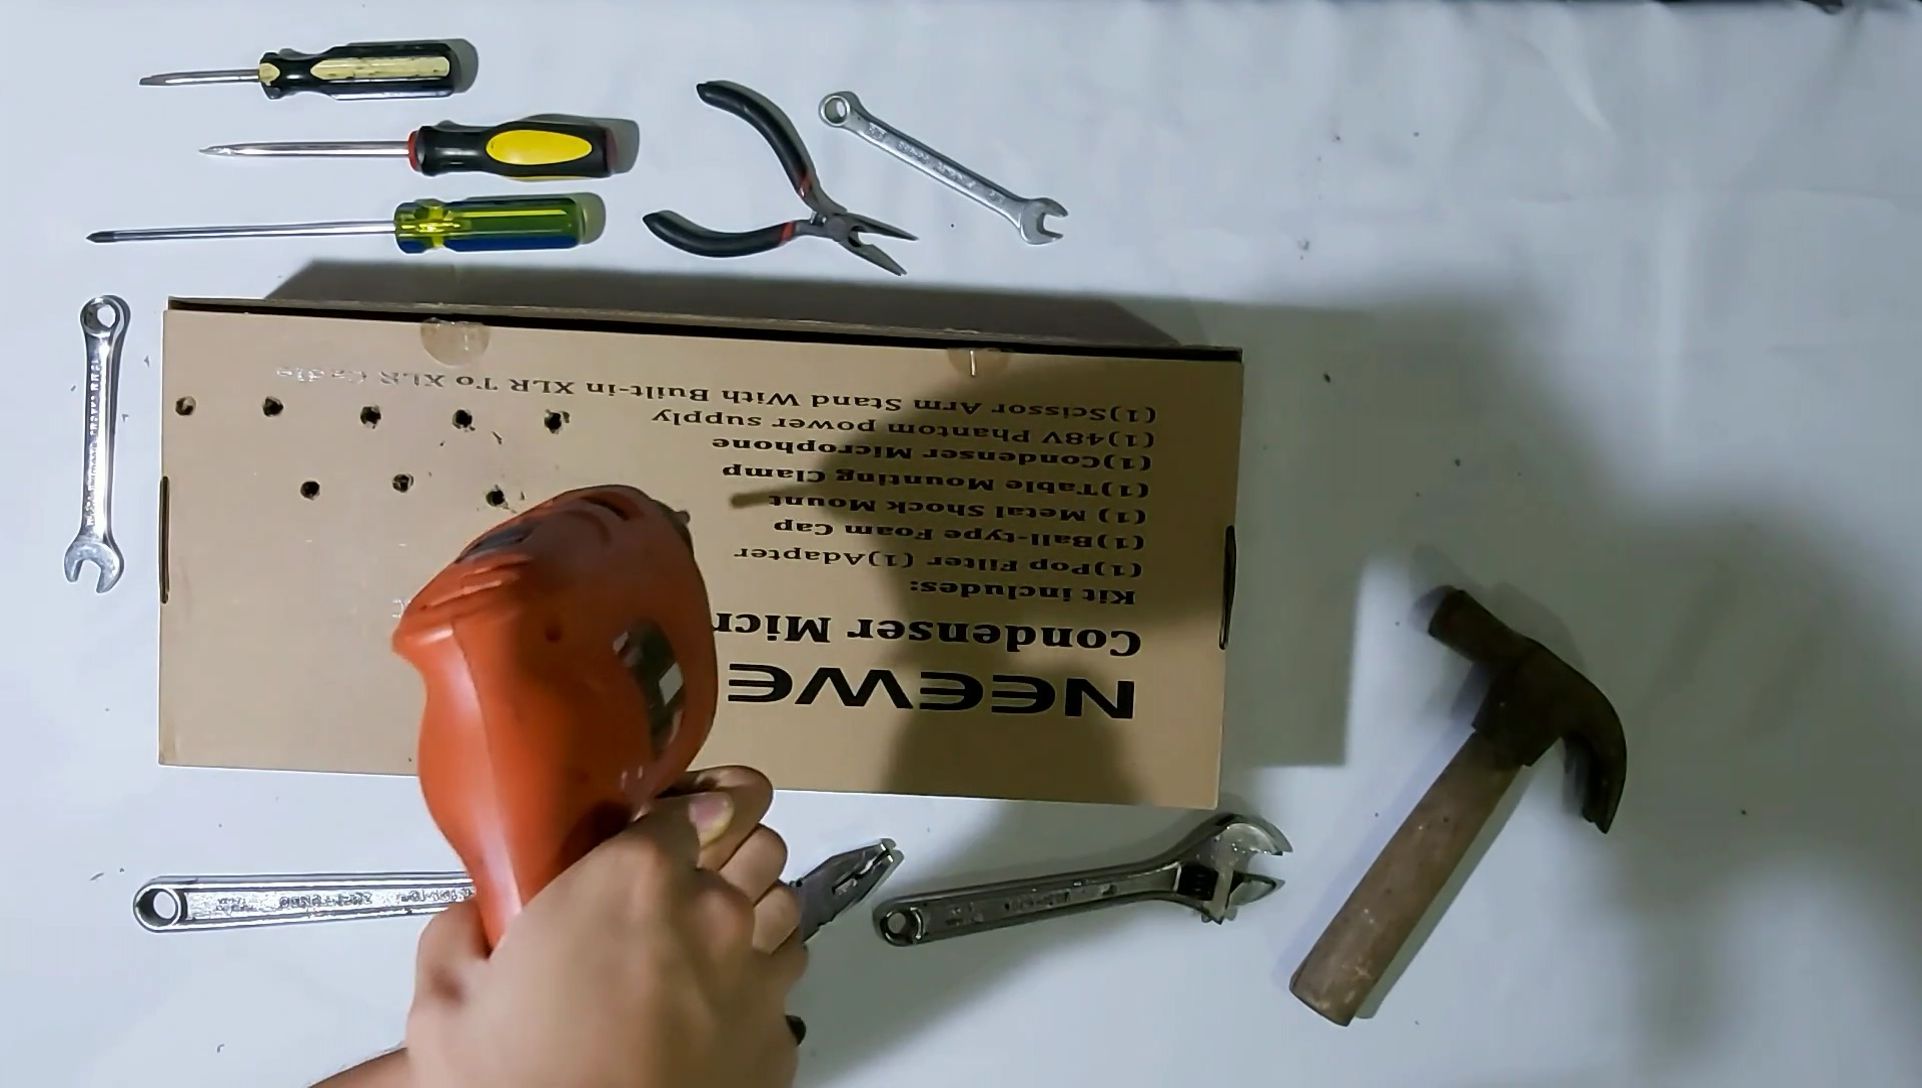 NEEWE
Condenser Micr
Kit includes:
(1)Pop Filter (1)Adapter
(1)Ball-type Foam Cap
(1) Metal Shock Mount
(1)Table Mounting Clamp
(1)Condenser Microphone
(1)48V Phantom power supply
(1)Scissor Arm Stand With Built-in XLR To XLR Cable